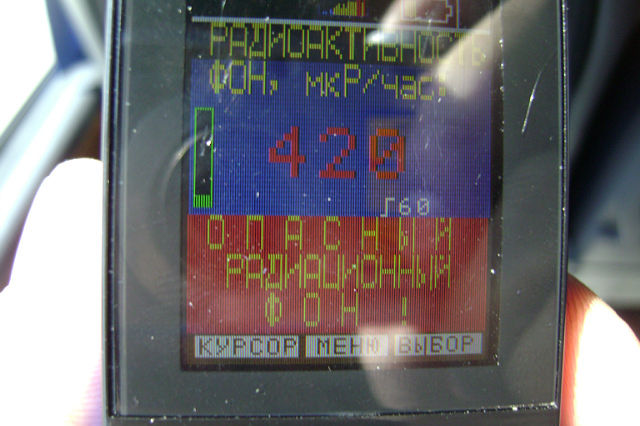 РАДИОАКТИВНОСТЬ
ФОН, мкР/час:
420
∫60
ОПАСНЫЙ
РАДИАЦИОННЫЙ
ФОН !
КУРСОР МЕНЮ ВЫБОР